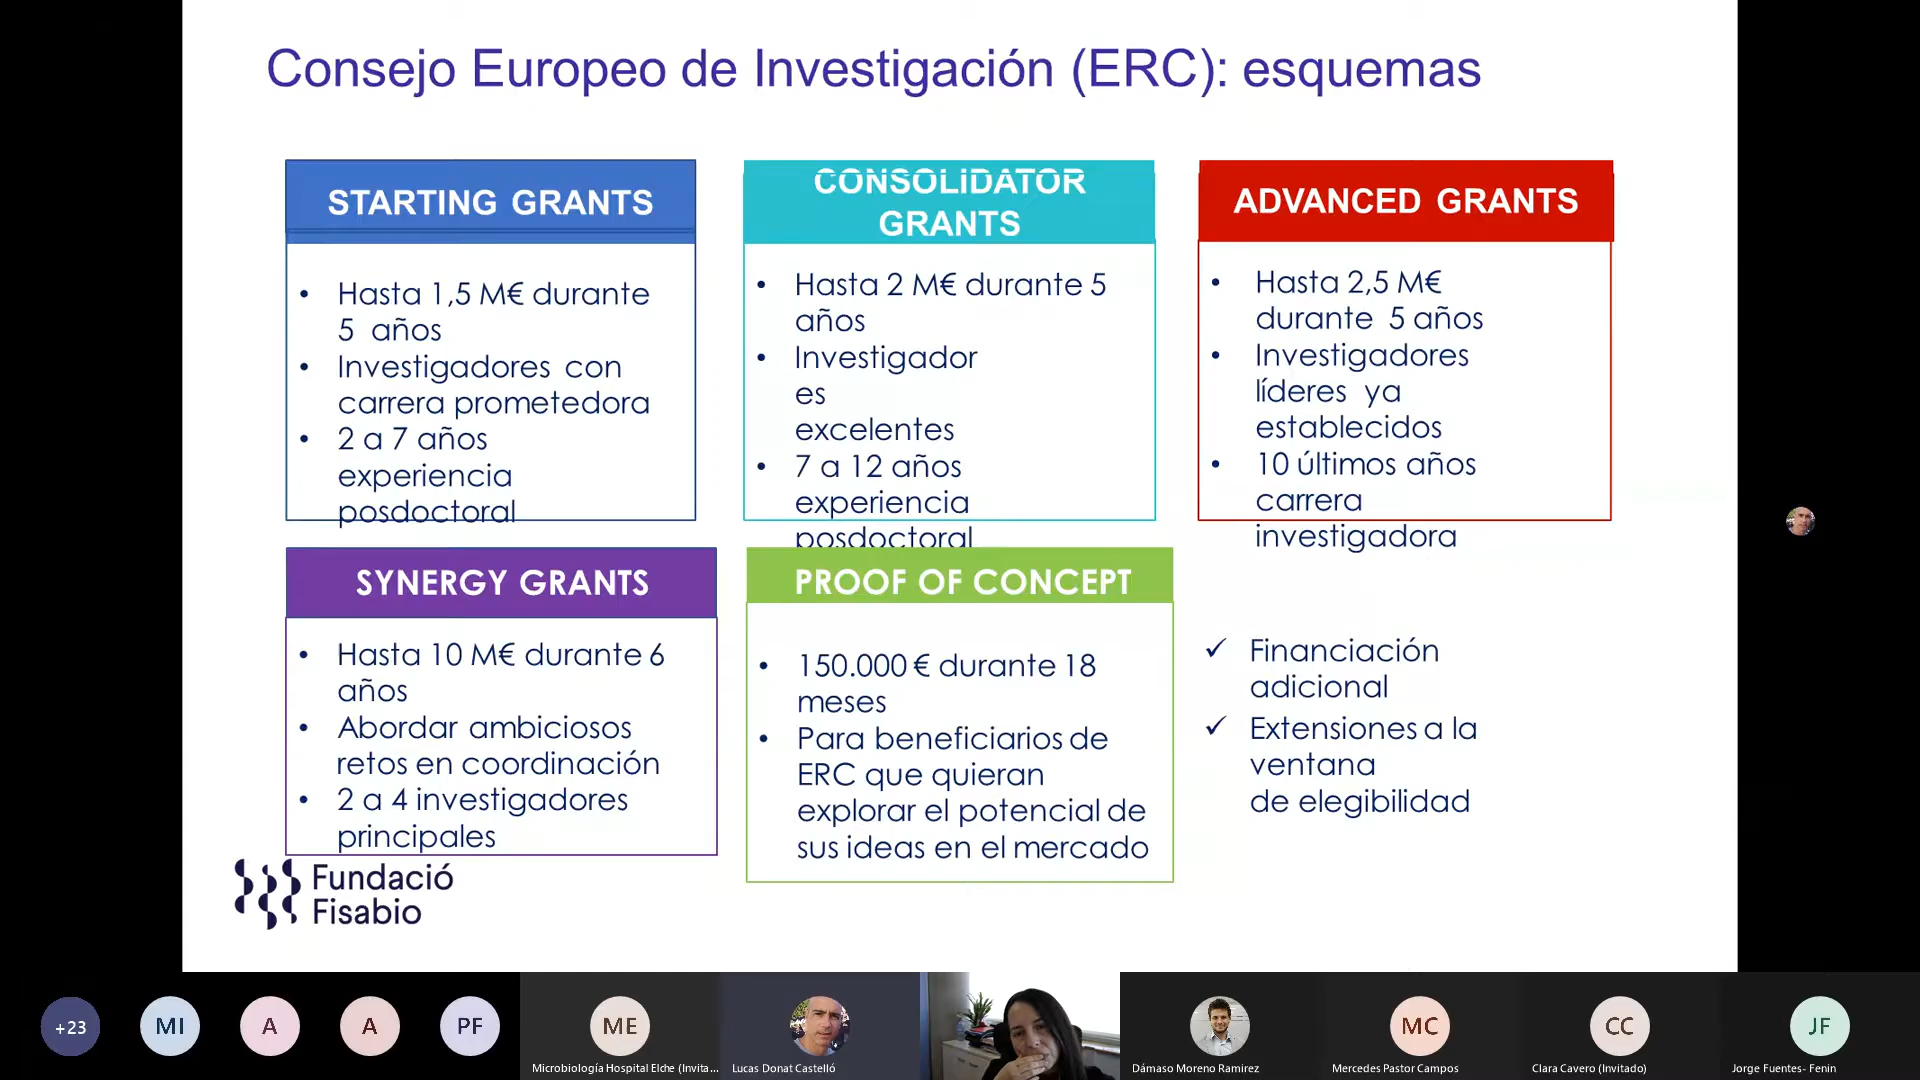 Consejo Europeo de Investigación (ERC): esquemas
STARTING GRANTS
• Hasta 1,5 M€ durante
5 años
• Investigadores con
carrera prometedora
• 2 a 7 años
experiencia
posdoctoral
CONSOLIDATOR
GRANTS
• Hasta 2 M€ durante 5
años
• Investigador
es
excelentes
• 7 a 12 años
experiencia
posdoctoral
ADVANCED GRANTS
• Hasta 2,5 M€
durante 5 años
• Investigadores
líderes ya
establecidos
• 10 últimos años
carrera
investigadora
SYNERGY GRANTS
• Hasta 10 M€ durante 6
años
• Abordar ambiciosos
retos en coordinación
• 2 a 4 investigadores
principales
PROOF OF CONCEPT
• 150.000 € durante 18
meses
• Para beneficiarios de
ERC que quieran
explorar el potencial de
sus ideas en el mercado
✓ Financiación
adicional
✓ Extensiones a la
ventana
de elegibilidad
Fundació
Fisabio
+23
MI
A
A
PF
ME
Microbiología Hospital Elche (Invita...
Lucas Donat Castelló
Dámaso Moreno Ramirez
MC
Mercedes Pastor Campos
CC
Clara Cavero (Invitado)
JF
Jorge Fuentes- Fenin